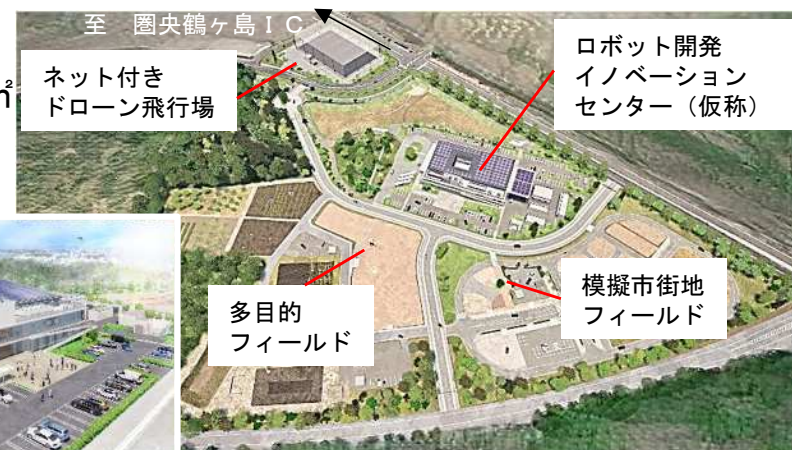 至　圏央鶴ヶ島ＩＣ
㎡
ネット付き
ドローン飛行場
ロボット開発
イノベーション
センター（仮称）
多目的
フィールド
模擬市街地
フィールド